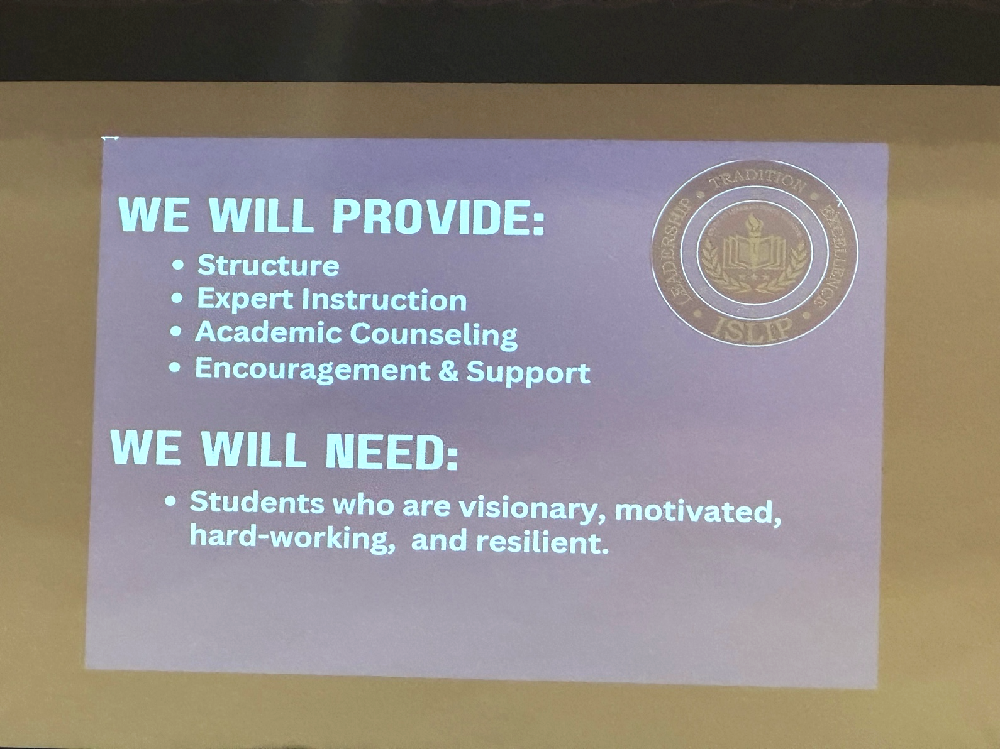 WE WILL PROVIDE:
• Structure
• Expert Instruction
• Academic Counseling
• Encouragement & Support
WE WILL NEED:
• Students who are visionary, motivated,
hard-working, and resilient.
LEADERSHIP • TRADITION • EXCELLENCE •
ISLIP